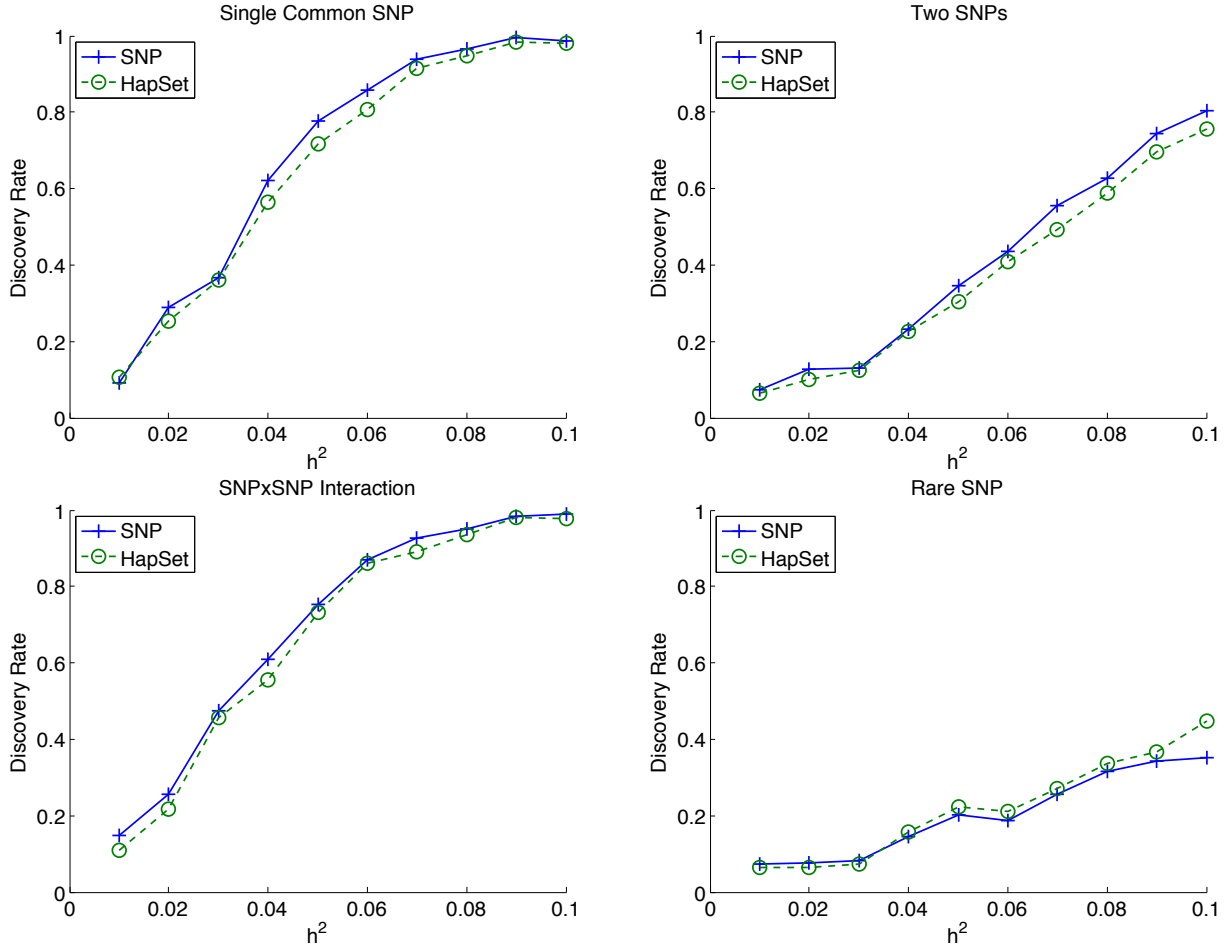 Single Common SNP
1
0.8
0.6
0.4
0.2
0
Discovery Rate
SNP
HapSet
0 0.02 0.04 0.06 0.08 0.1
h²
Two SNPs
1
0.8
0.6
0.4
0.2
0
Discovery Rate
SNP
HapSet
0 0.02 0.04 0.06 0.08 0.1
h²
SNPxSNP Interaction
1
0.8
0.6
0.4
0.2
0
Discovery Rate
SNP
HapSet
0 0.02 0.04 0.06 0.08 0.1
h²
Rare SNP
1
0.8
0.6
0.4
0.2
0
Discovery Rate
SNP
HapSet
0 0.02 0.04 0.06 0.08 0.1
h²